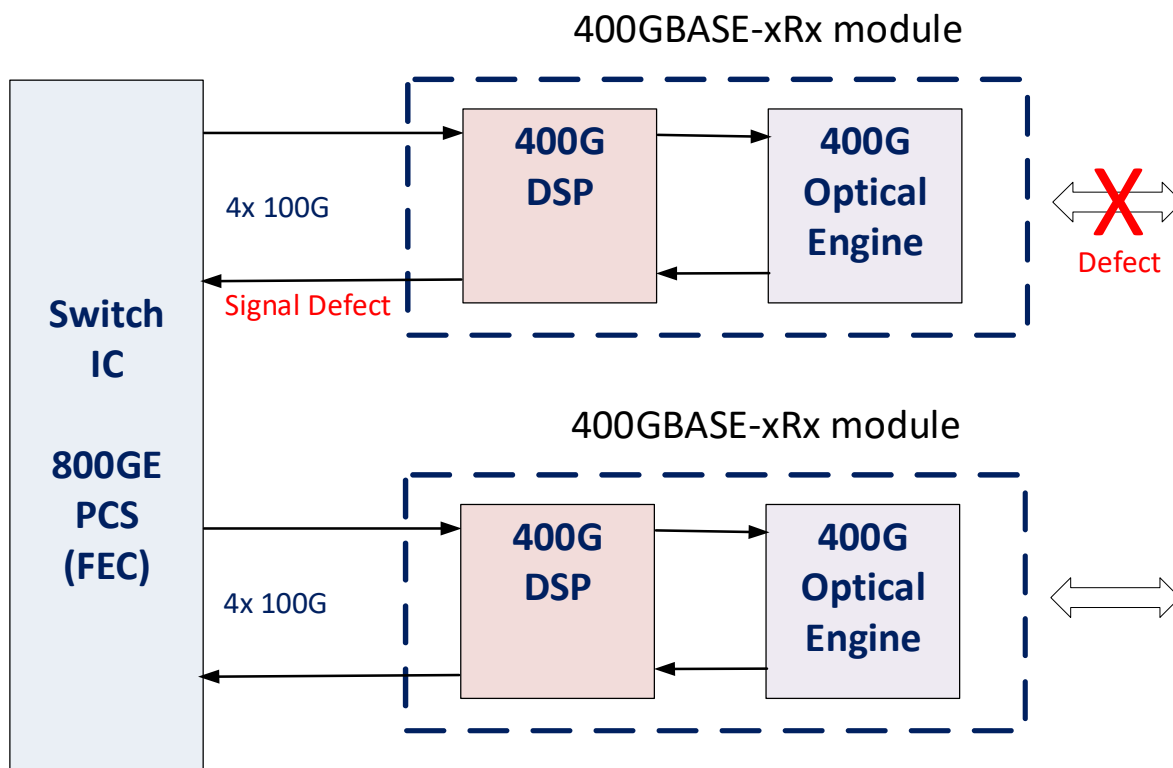 400GBASE-xRx module
400G
DSP
400G
Optical
Engine
4x 100G
Signal Defect
Defect
Switch
IC
800GE
PCS
(FEC)
400GBASE-xRx module
400G
DSP
400G
Optical
Engine
4x 100G